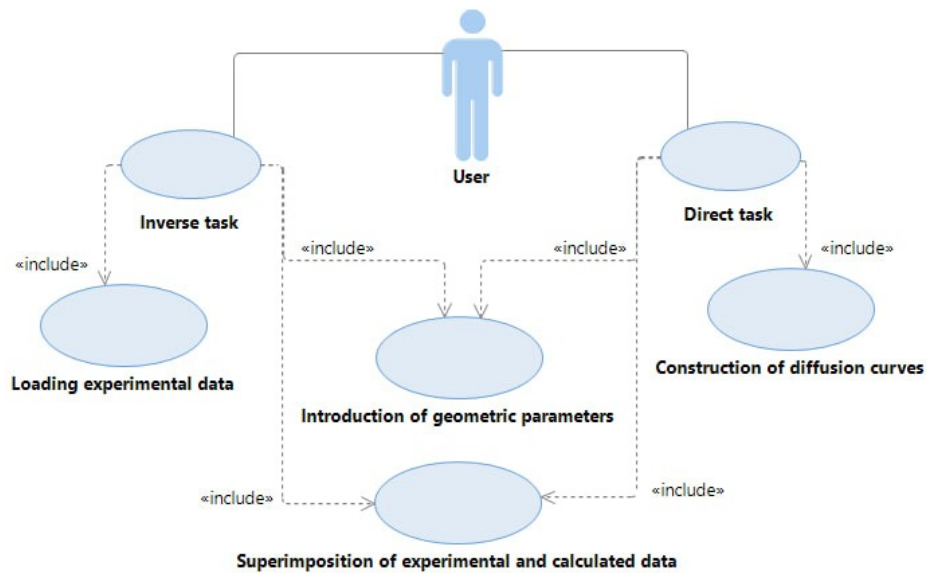 User
Inverse task
Direct task
«include»
«include»
«include»
«include»
Loading experimental data
Construction of diffusion curves
Introduction of geometric parameters
«include»
«include»
Superimposition of experimental and calculated data